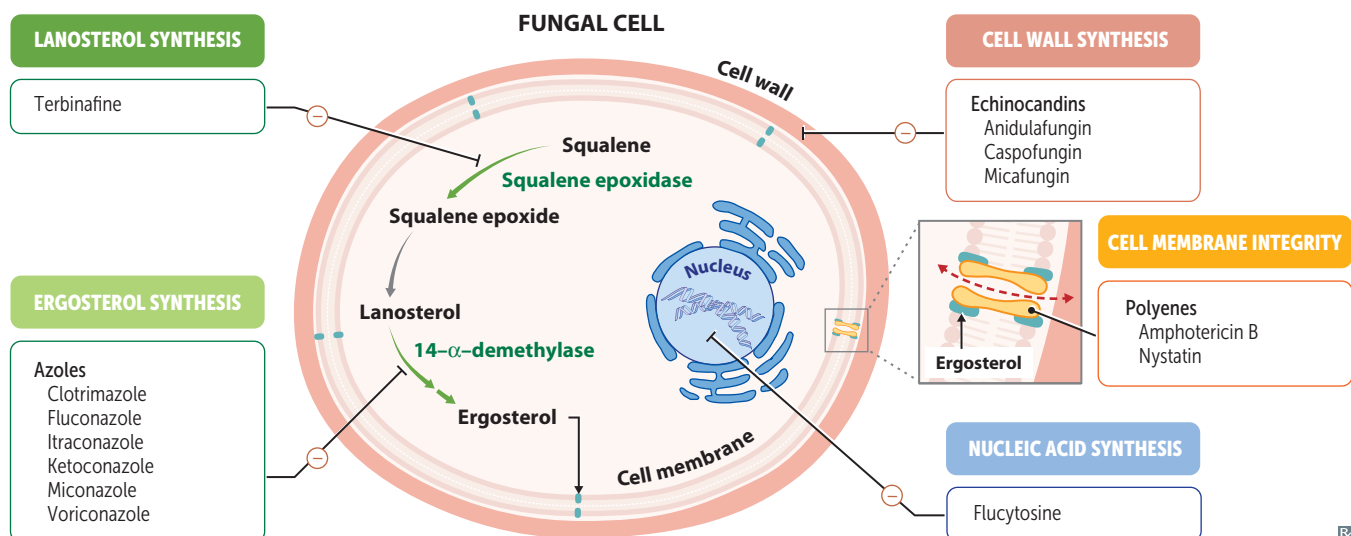 FUNGAL CELL
LANOSTEROL SYNTHESIS
Terbinafine
ERGOSTEROL SYNTHESIS
Azoles
Clotrimazole
Fluconazole
Itraconazole
Ketoconazole
Miconazole
Voriconazole
Cell wall
Squalene
Squalene epoxidase
Squalene epoxide
Lanosterol
14–α–demethylase
Ergosterol
Cell membrane
Nucleus
CELL WALL SYNTHESIS
Echinocandins
Anidulafungin
Caspofungin
Micafungin
Ergosterol
CELL MEMBRANE INTEGRITY
Polyenes
Amphotericin B
Nystatin
NUCLEIC ACID SYNTHESIS
Flucytosine